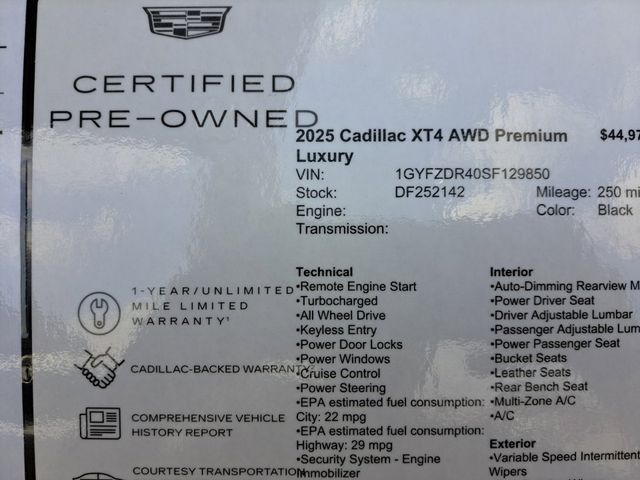 CERTIFIED
PRE-OWNED
2025 Cadillac XT4 AWD Premium $44,97
Luxury
VIN: 1GYFZDR40SF129850
Stock: DF252142 Mileage: 250 mi
Engine: Color: Black
Transmission:
1-YEAR/UNLIMITED
MILE LIMITED
WARRANTY¹
CADILLAC-BACKED WARRANTY
COMPREHENSIVE VEHICLE
HISTORY REPORT
COURTESY TRANSPORTATION
Technical
•Remote Engine Start
•Turbocharged
•All Wheel Drive
•Keyless Entry
•Power Door Locks
•Power Windows
•Cruise Control
•Power Steering
•EPA estimated fuel consumption:
City: 22 mpg
•EPA estimated fuel consumption:
Highway: 29 mpg
•Security System - Engine
Immobilizer
Interior
•Auto-Dimming Rearview M
•Power Driver Seat
•Driver Adjustable Lumbar
•Passenger Adjustable Lum
•Power Passenger Seat
•Bucket Seats
•Leather Seats
•Rear Bench Seat
•Multi-Zone A/C
•A/C
Exterior
•Variable Speed Intermittent
Wipers